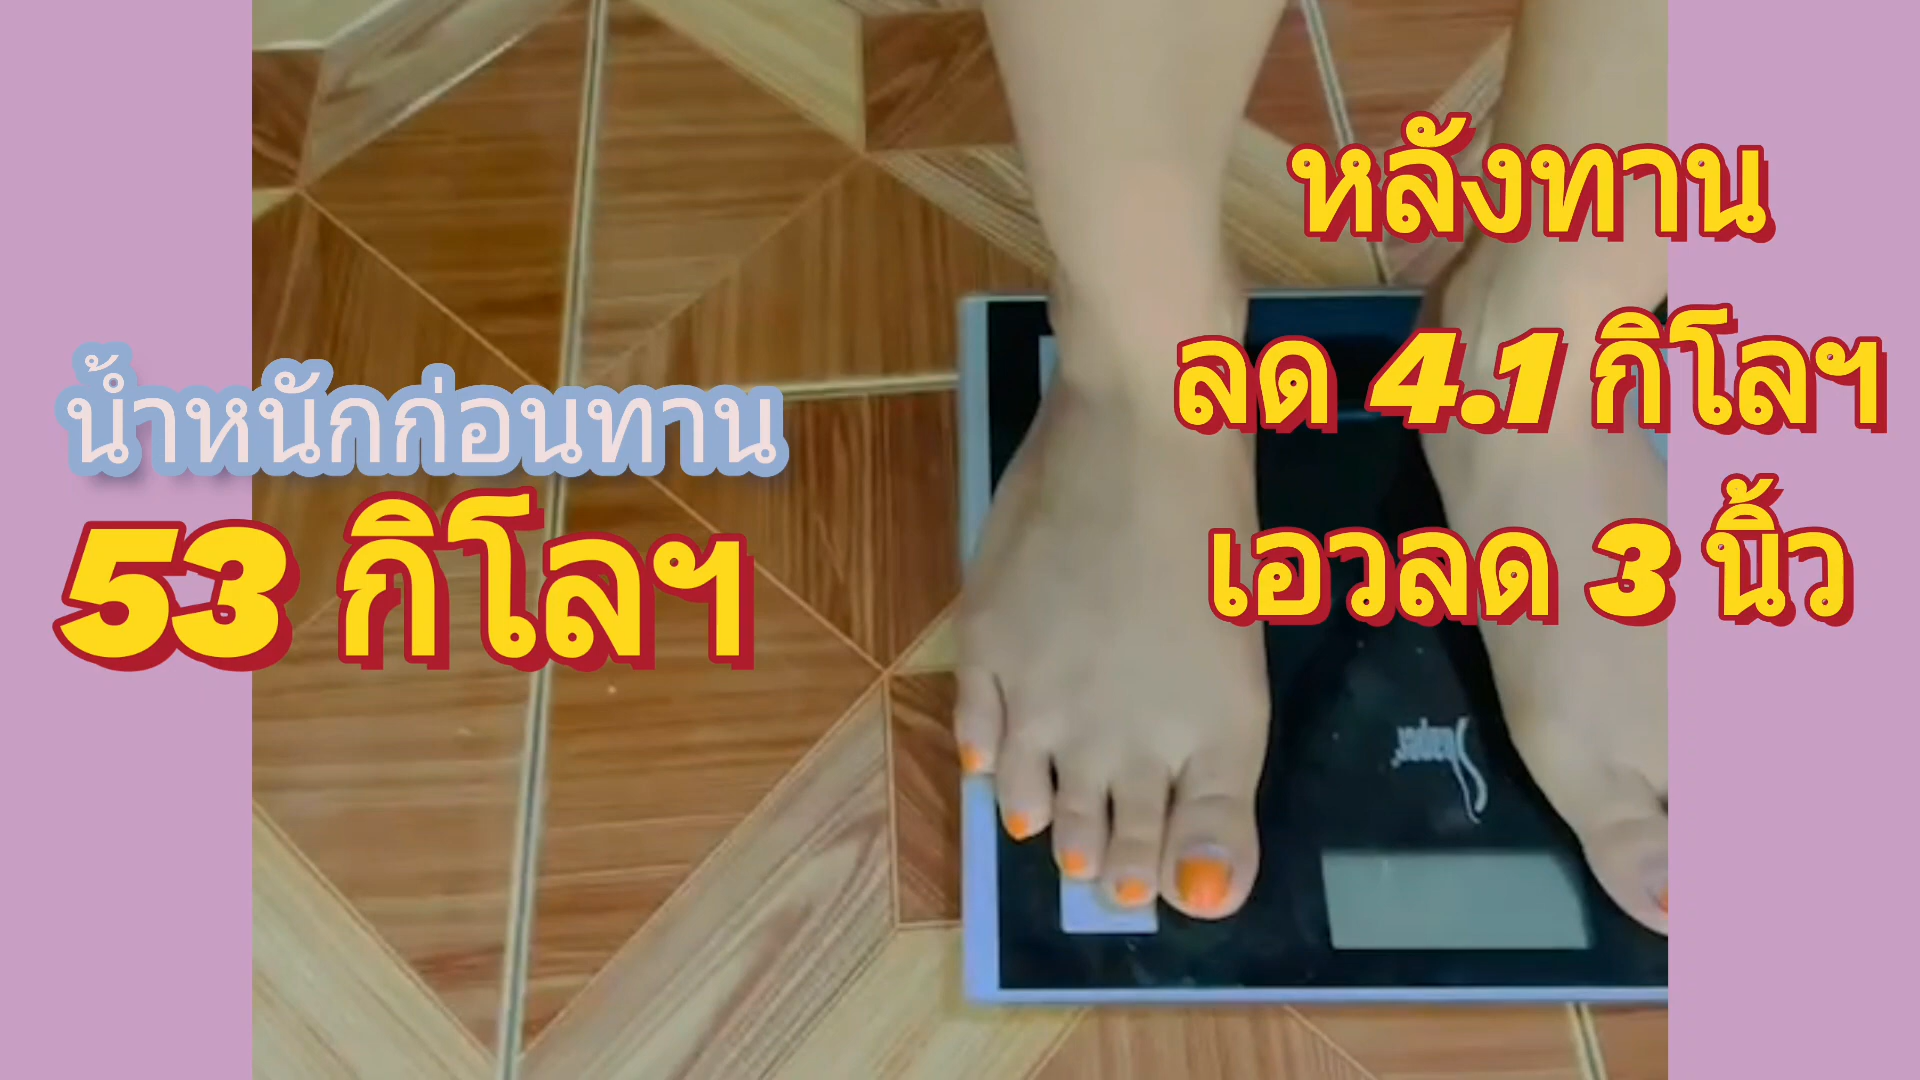 น้ำหนักก่อนทาน
53 กิโลฯ
หลังทาน
ลด 4.1 กิโลฯ
เอวลด 3 นิ้ว